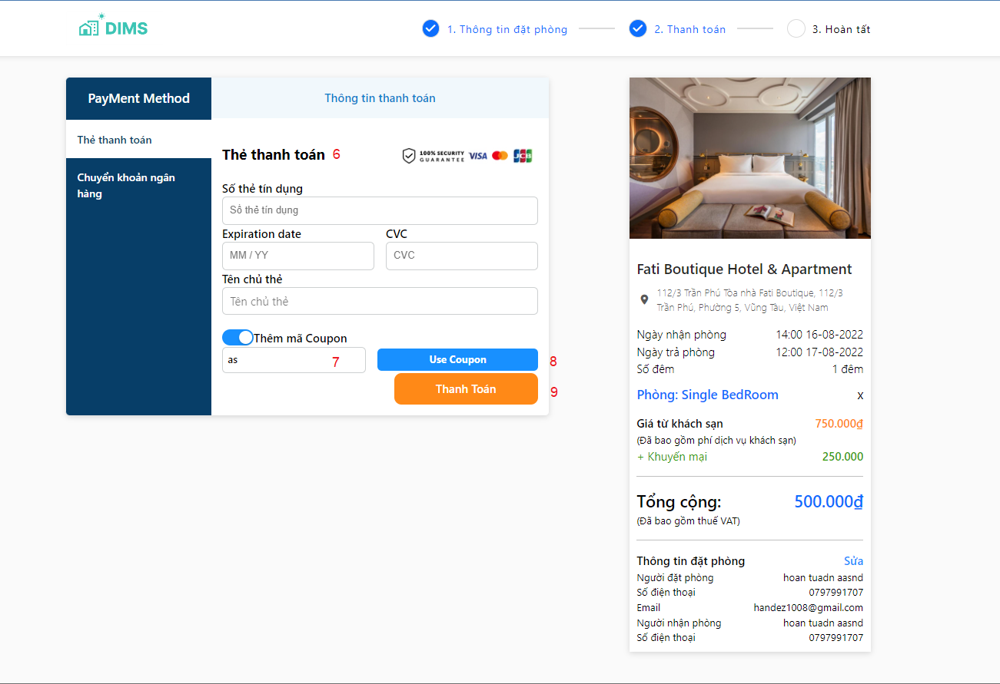 DIMS
1. Thông tin đặt phòng
2. Thanh toán
3. Hoàn tất
PayMent Method
Thông tin thanh toán
Thẻ thanh toán
Chuyển khoản ngân
hàng
Thẻ thanh toán 6
100% SECURITY
GUARANTEE
VISA
JCB
Số thẻ tín dụng
Số thẻ tín dụng
Expiration date
CVC
MM / YY
CVC
Tên chủ thẻ
Tên chủ thẻ
Thêm mã Coupon
as 7
Use Coupon 8
Thanh Toán 9
Fati Boutique Hotel & Apartment
112/3 Trần Phú Tòa nhà Fati Boutique, 112/3
Trần Phú, Phường 5, Vũng Tàu, Việt Nam
Ngày nhận phòng 14:00 16-08-2022
Ngày trả phòng 12:00 17-08-2022
Số đêm 1 đêm
Phòng: Single BedRoom x
Giá từ khách sạn 750.000₫
(Đã bao gồm phí dịch vụ khách sạn)
+ Khuyến mại 250.000
Tổng cộng: 500.000₫
(Đã bao gồm thuế VAT)
Thông tin đặt phòng Sửa
Người đặt phòng hoan tuadn aasnd
Số điện thoại 0797991707
Email handez1008@gmail.com
Người nhận phòng hoan tuadn aasnd
Số điện thoại 0797991707